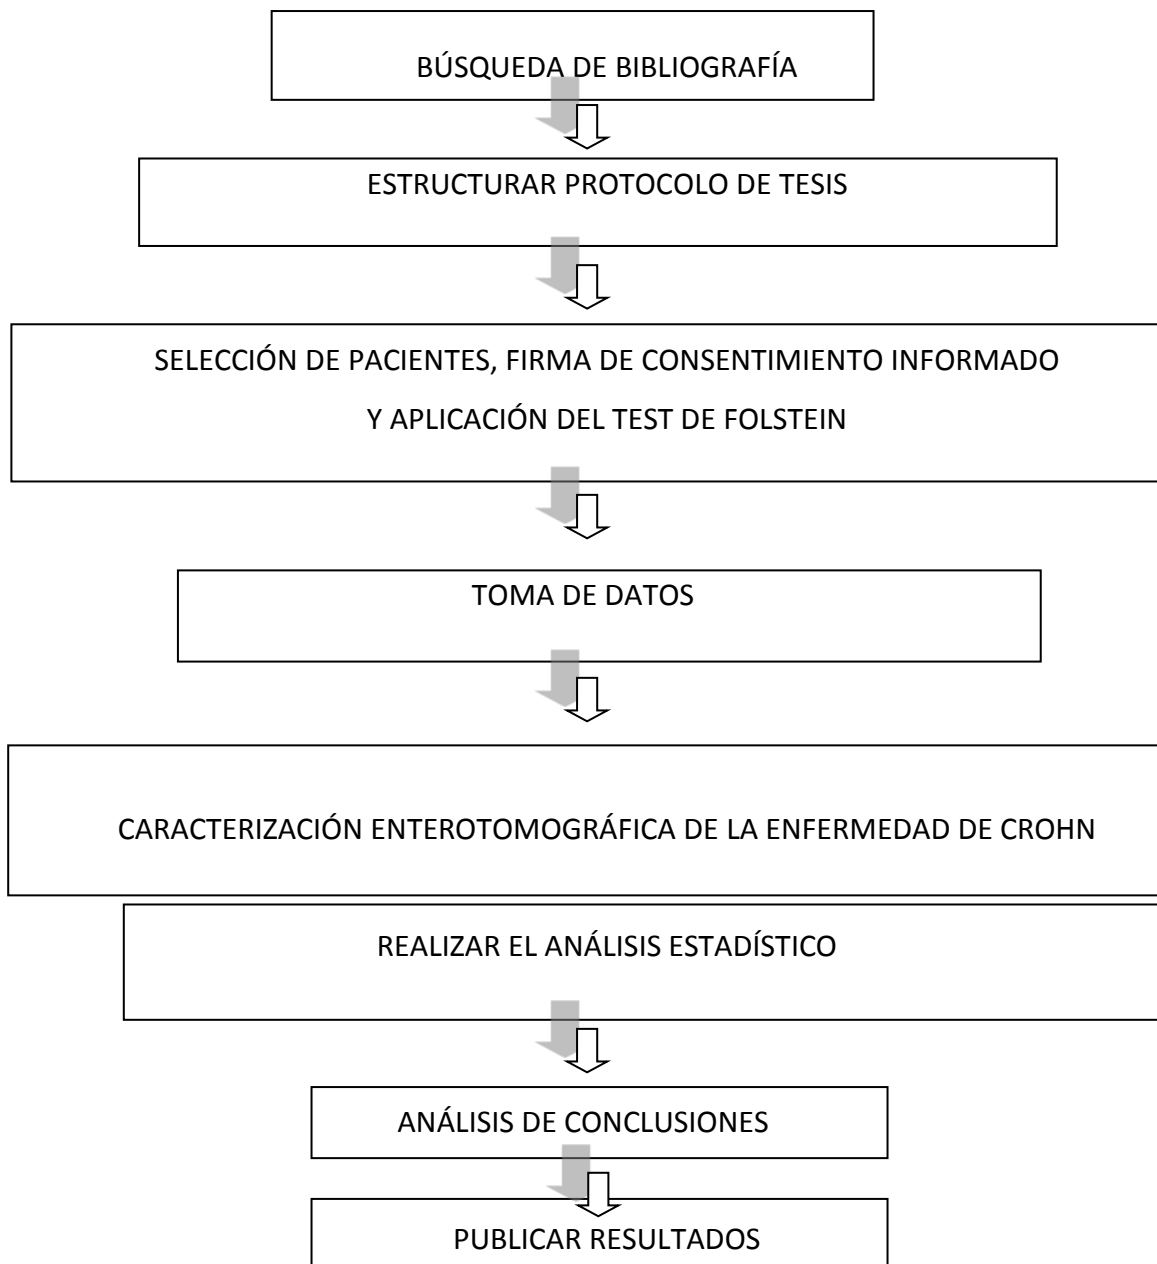 BÚSQUEDA DE BIBLIOGRAFÍA
ESTRUCTURAR PROTOCOLO DE TESIS
SELECCIÓN DE PACIENTES, FIRMA DE CONSENTIMIENTO INFORMADO
Y APLICACIÓN DEL TEST DE FOLSTEIN
TOMA DE DATOS
CARACTERIZACIÓN ENTEROTOMOGRÁFICA DE LA ENFERMEDAD DE CROHN
REALIZAR EL ANÁLISIS ESTADÍSTICO
ANÁLISIS DE CONCLUSIONES
PUBLICAR RESULTADOS